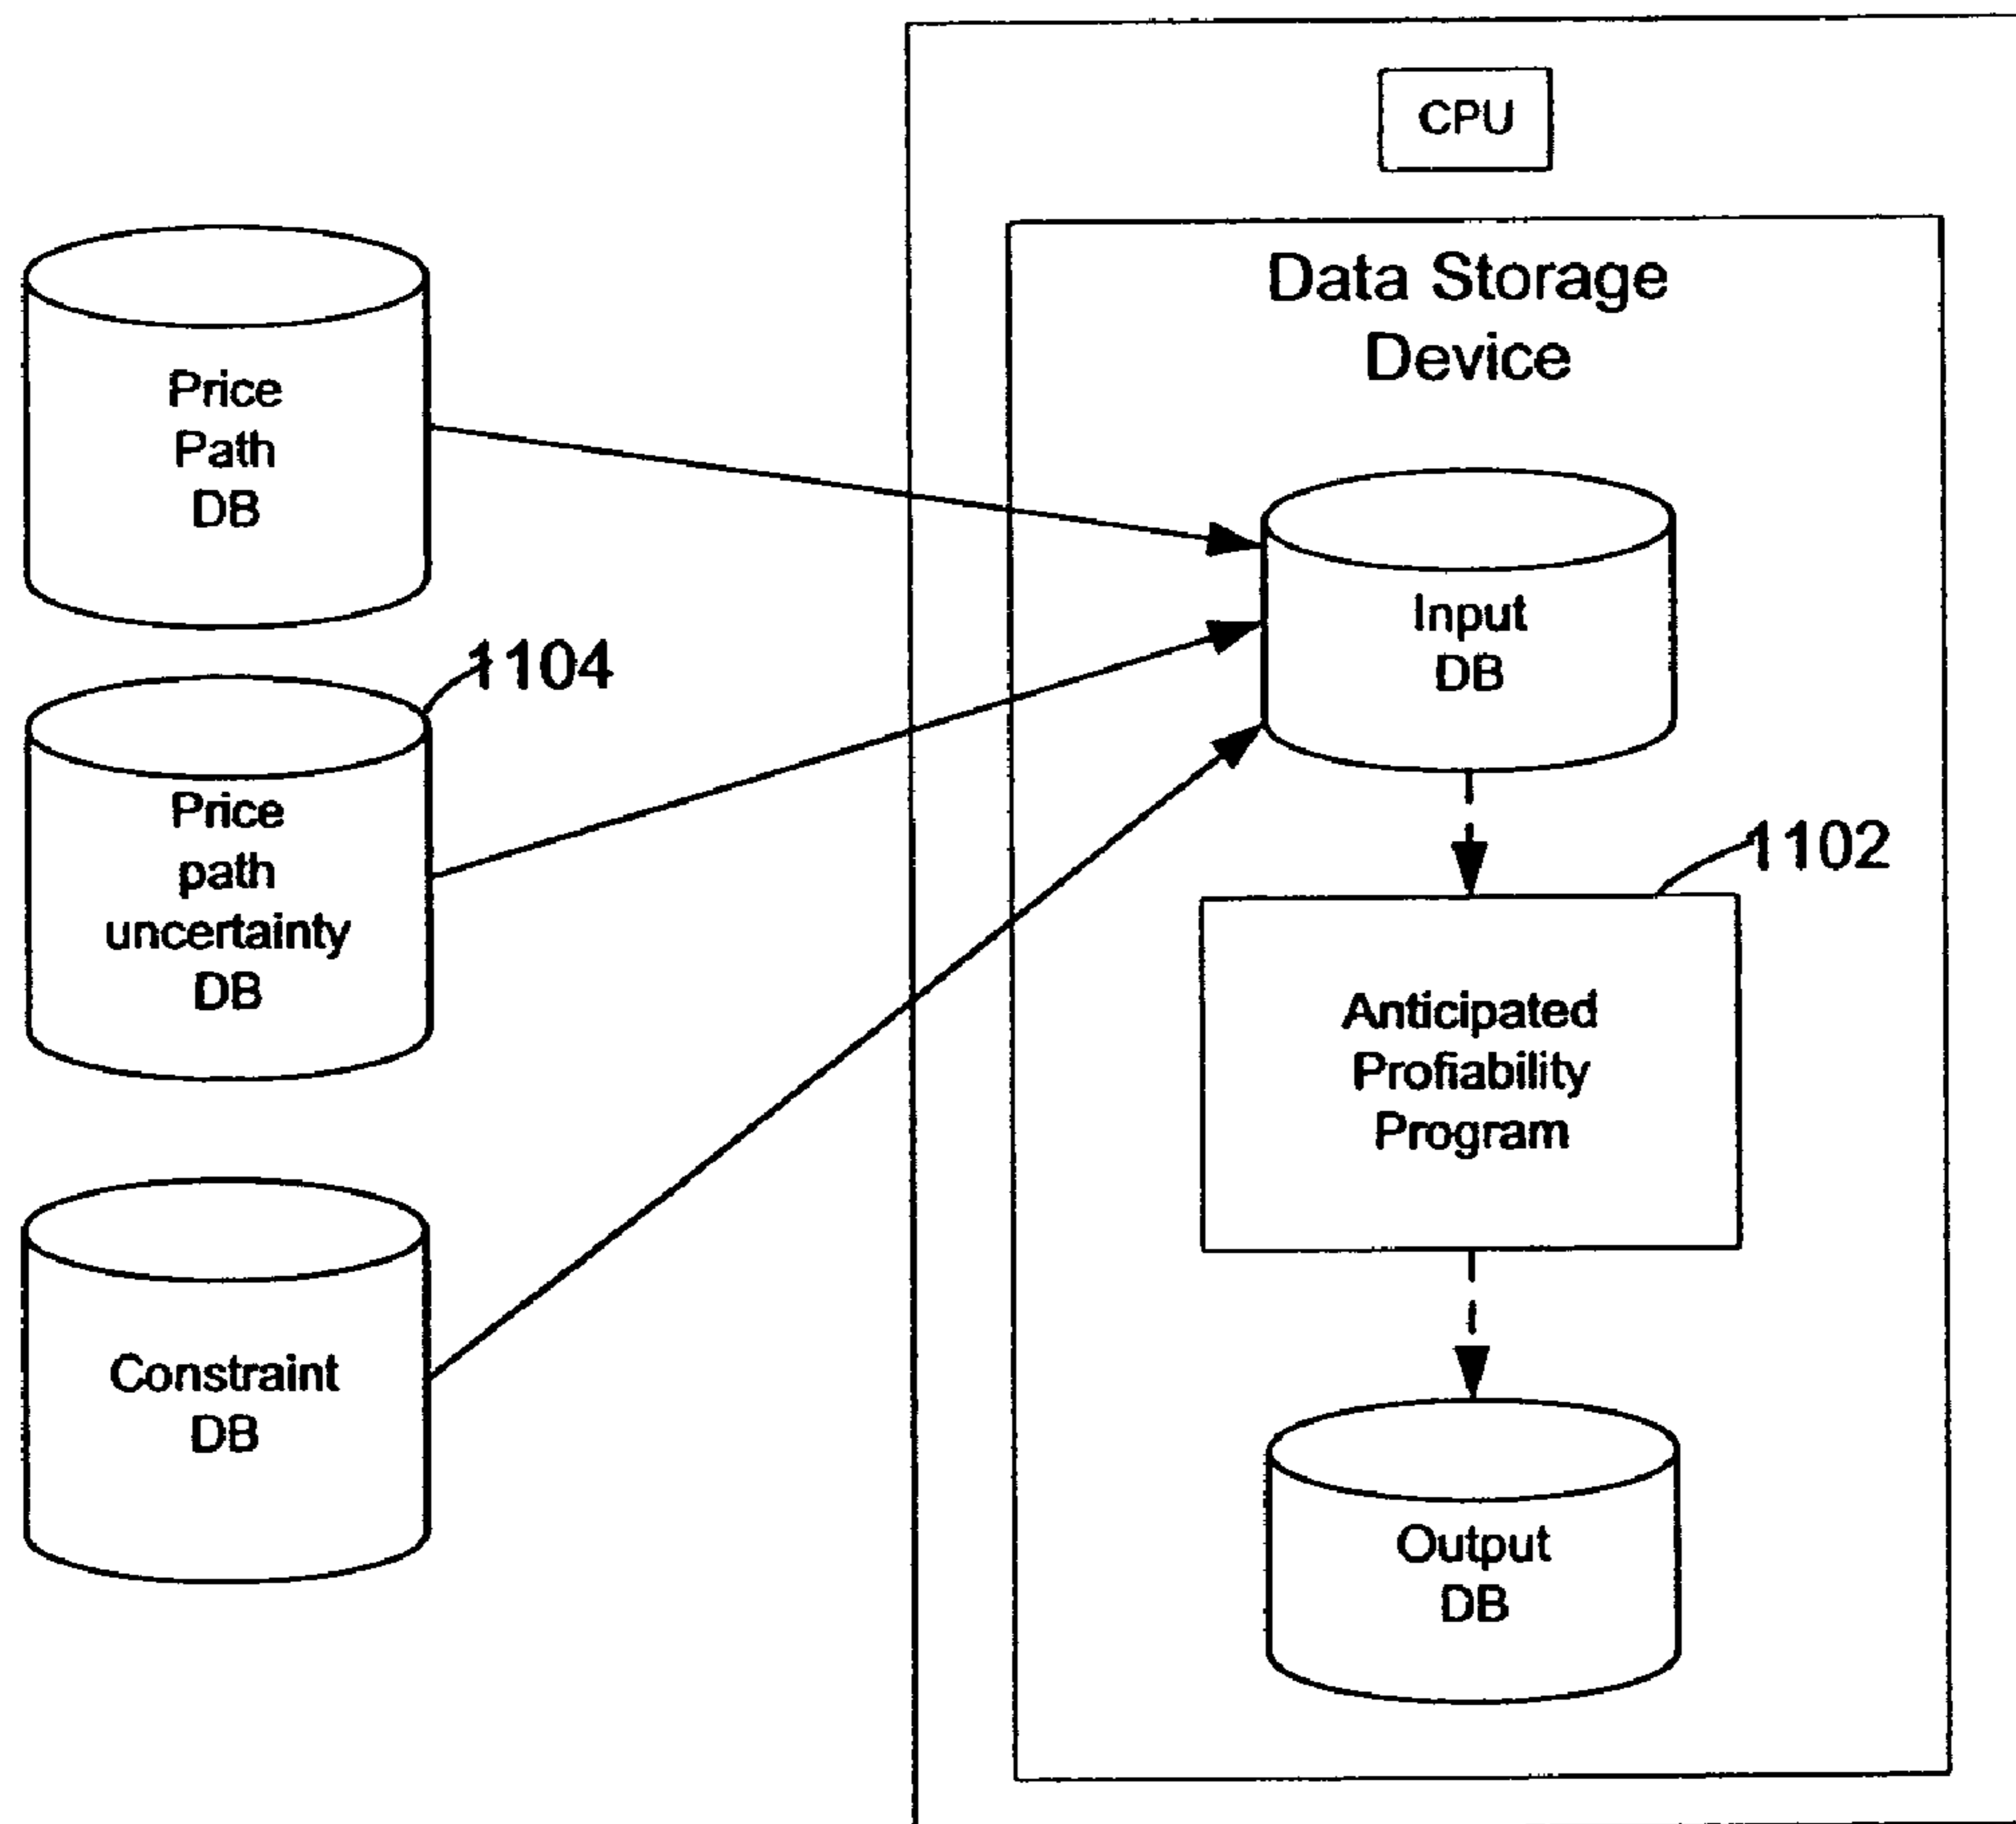 CPU
Data Storage
Device
Price
Path
DB
Input
DB
1104
Price
path
uncertainty
DB
1102
Anticipated
Profiability
Program
Constraint
DB
Output
DB